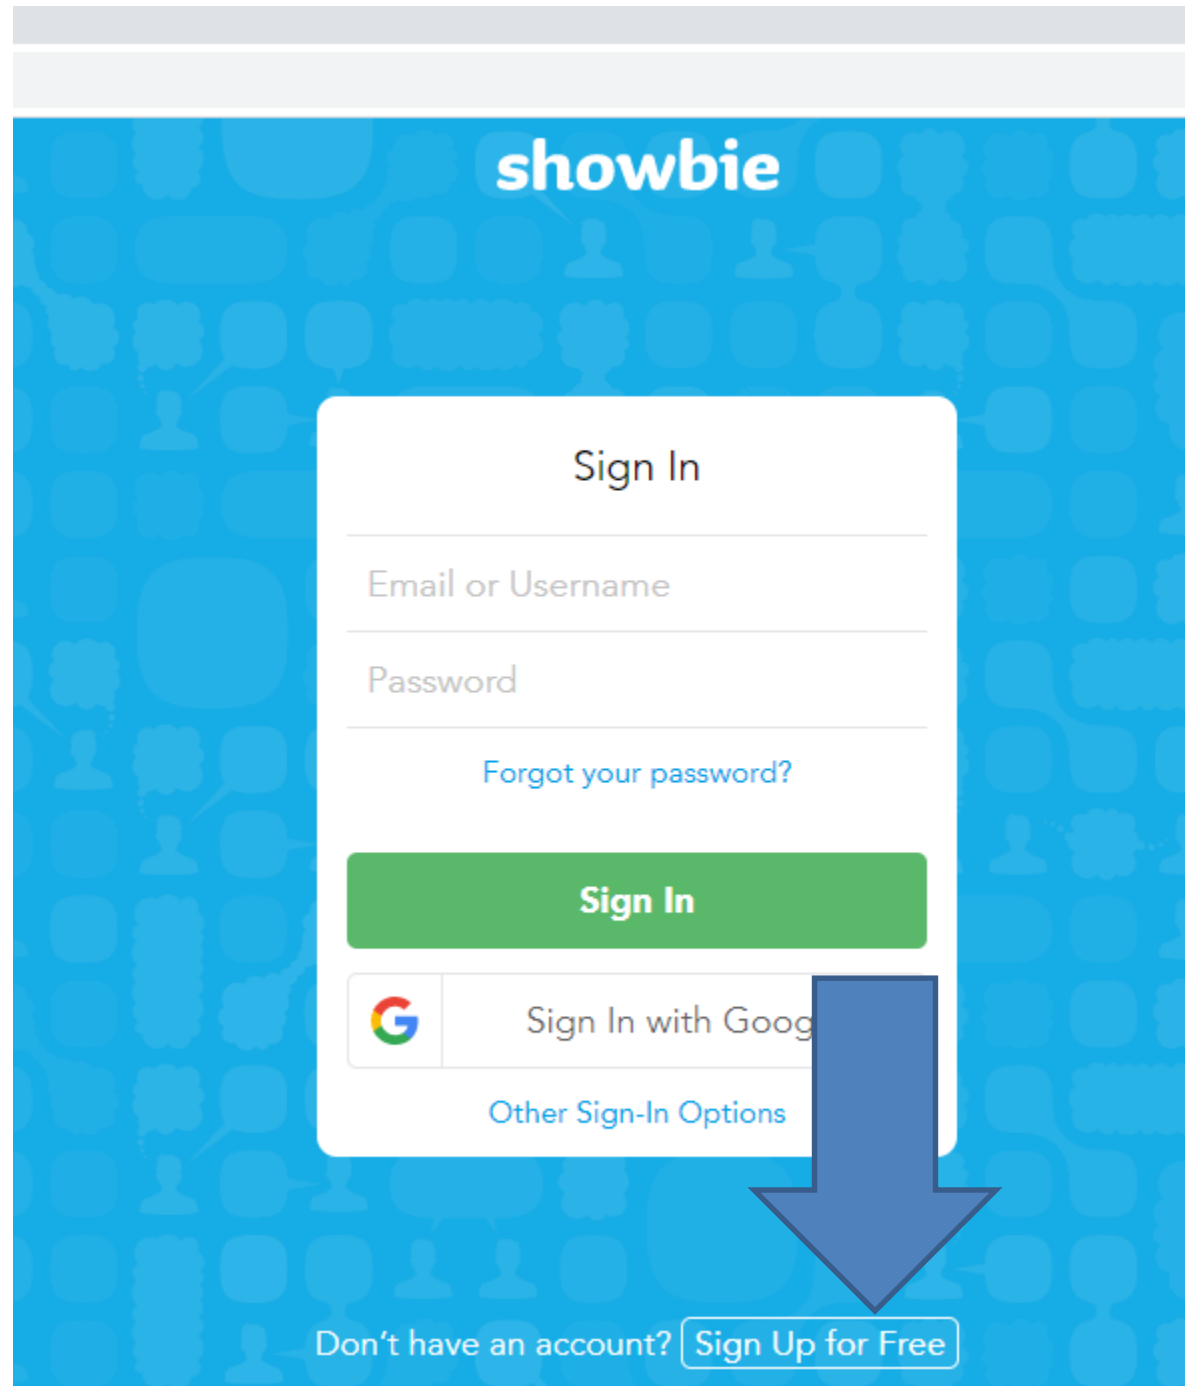 showbie
Sign In
Email or Username
Password
Forgot your password?
Sign In
Sign In with Goog
Other Sign-In Options
Don't have an account? Sign Up for Free